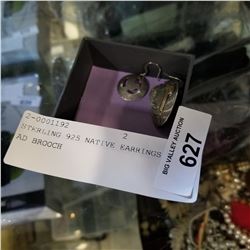 2-0001192
2
STERLING 925 NATIVE EARRINGS
AD BROOCH
BIG VALLEY AUCTION
627